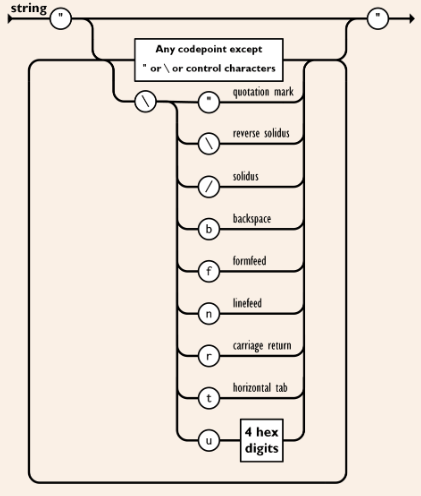 string
" "
Any codepoint except
" or \ or control characters
\ " quotation mark
\ reverse solidus
/ solidus
b backspace
f formfeed
n linefeed
r carriage return
t horizontal tab
u 4 hex
digits